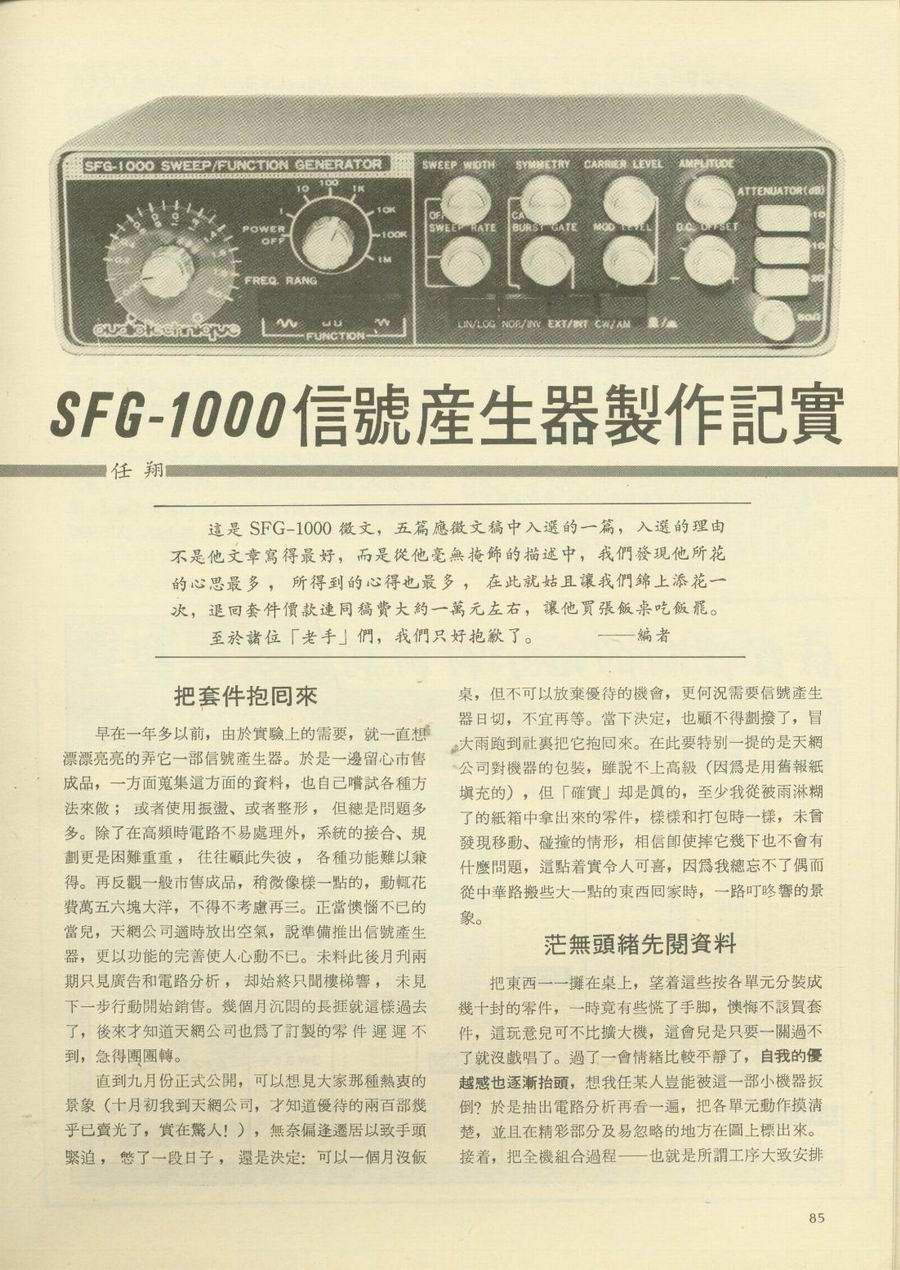 SFG-1000 SWEEP/FUNCTION GENERATOR
SWEEP WIDTH SYMMETRY CARRIER LEVEL AMPLITUDE
ATTENUATOR(dB)
10
10
20
50Ω
1 10 100 1K 10K 100K 1M
POWER
OFF
FREQ. RANG
SWEEP RATE BURST GATE MOD LEVEL D.C. OFFSET
audiotechnique
FUNCTION
LIN/LOG NOR/INV EXT/INT CW/AM
SFG-1000信號産生器製作記實
任 翔
這是 SFG-1000 徵文，五篇應徵文稿中入選的一篇，入選的理由
不是他文章寫得最好，而是從他毫無掩飾的描述中，我們發現他所花
的心思最多，所得到的心得也最多，在此就姑且讓我們錦上添花一
次，退回套件價款連同稿費大約一萬元左右，讓他買張飯桌吃飯罷。
至於諸位「老手」們，我們只好抱歉了。 ——編者
把套件抱回來
早在一年多以前，由於實驗上的需要，就一直想
漂漂亮亮的弄它一部信號產生器。於是一邊留心市售
成品，一方面蒐集這方面的資料，也自己嚐試各種方
法來做；或者使用振盪、或者整形，但總是問題多
多。除了在高頻時電路不易處理外，系統的接合、規
劃更是困難重重，往往顧此失彼，各種功能難以兼
得。再反觀一般市售成品，稍微像樣一點的，動輒花
費萬五六塊大洋，不得不考慮再三。正當懊惱不已的
當兒，天網公司適時放出空氣，說準備推出信號產生
器，更以功能的完善使人心動不已。未料此後月刊兩
期只見廣告和電路分析，却始終只聞樓梯響，未見
下一步行動開始銷售。幾個月沉悶的長捱就這樣過去
了，後來才知道天網公司也爲了訂製的零件遲遲不
到，急得團團轉。
直到九月份正式公開，可以想見大家那種熱衷的
景象（十月初我到天網公司，才知道優待的兩百部幾
乎已賣光了，實在驚人！），無奈偏逢遷居以致手頭
緊迫，憋了一段日子，還是決定：可以一個月沒飯
桌，但不可以放棄優待的機會，更何況需要信號產生
器日切，不宜再等。當下決定，也顧不得劃撥了，冒
大雨跑到社裏把它抱回來。在此要特别一提的是天網
公司對機器的包裝，雖說不上高級（因爲是用舊報紙
塡充的），但「確實」却是眞的，至少我從被雨淋糊
了的紙箱中拿出來的零件，樣樣和打包時一樣，未曾
發現移動、碰撞的情形，相信卽使摔它幾下也不會有
什麼問題，這點着實令人可喜，因爲我總忘不了偶而
從中華路搬些大一點的東西回家時，一路叮咚響的景
象。
茫無頭緒先閱資料
把東西一一攤在桌上，望着這些按各單元分裝成
幾十封的零件，一時竟有些慌了手脚，懊悔不該買套
件，這玩意兒可不比擴大機，這會兒是只要一關過不
了就沒戲唱了。過了一會情緒比較平靜了，自我的優
越感也逐漸抬頭，想我任某人豈能被這一部小機器扳
倒？於是抽出電路分析再看一遍，把各單元動作摸清
楚，並且在精彩部分及易忽略的地方在圖上標出來。
接着，把全機組合過程——也就是所謂工序大致安排
85